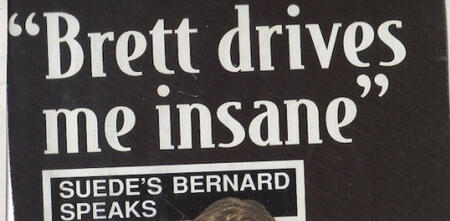 “Brett drives
me insane”
SUEDE'S BERNARD
SPEAKS